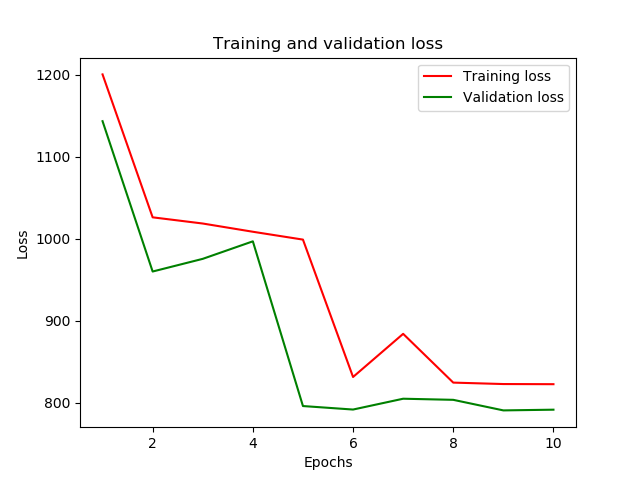 Training and validation loss
Training loss
Validation loss
1200
1100
1000
900
800
Loss
2
4
6
8
10
Epochs